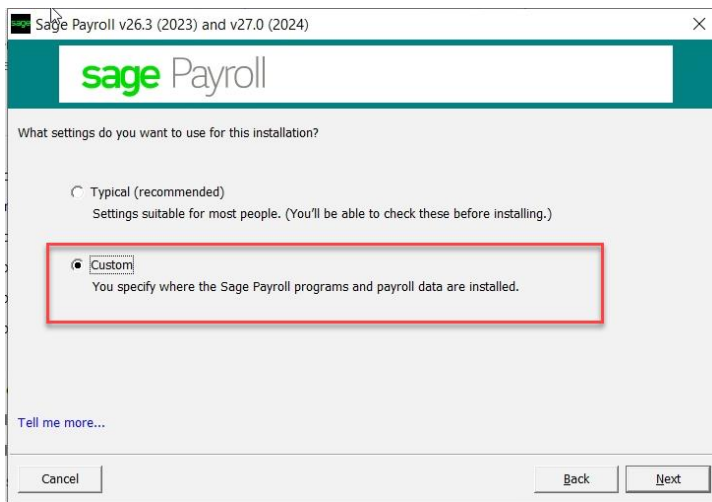 sage Sage Payroll v26.3 (2023) and v27.0 (2024)
sage Payroll
What settings do you want to use for this installation?
Typical (recommended)
Settings suitable for most people. (You'll be able to check these before installing.)
Custom
You specify where the Sage Payroll programs and payroll data are installed.
Tell me more...
Cancel Back Next